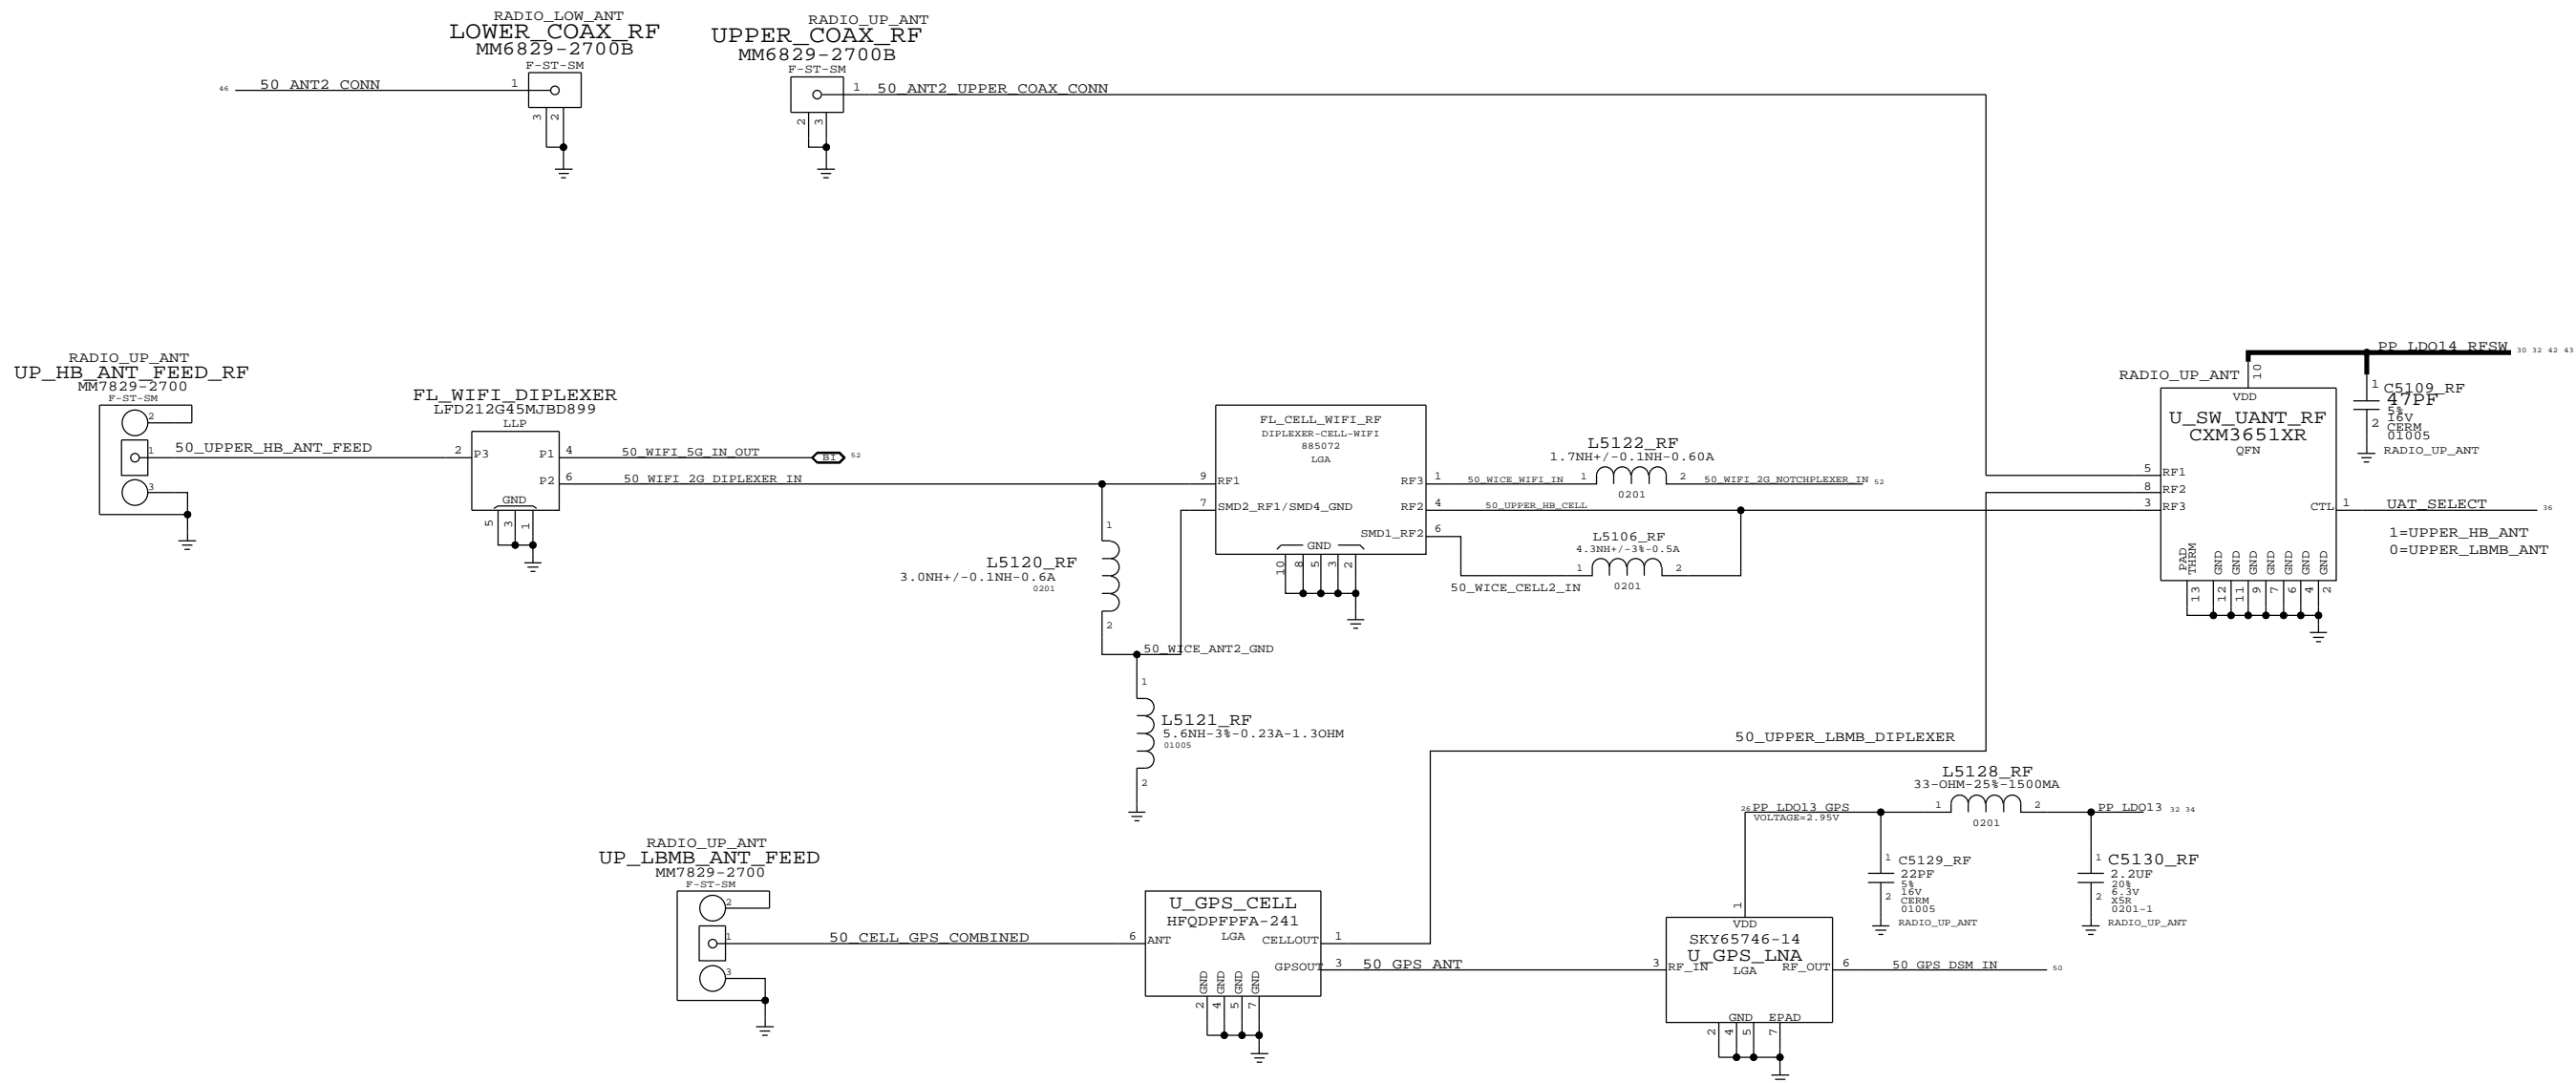 RADIO_LOW_ANT
LOWER_COAX_RF
MM6829-2700B
F-ST-SM
46
50_ANT2_CONN
1
3
2
RADIO_UP_ANT
UPPER_COAX_RF
MM6829-2700B
F-ST-SM
1
50_ANT2_UPPER_COAX_CONN
2
3
RADIO_UP_ANT
UP_HB_ANT_FEED_RF
MM7829-2700
F-ST-SM
2
1
3
50_UPPER_HB_ANT_FEED
FL_WIFI_DIPLEXER
LFD212G45MJBD899
LLP
2
P3
P1
4
P2
6
GND
5
3
1
50_WIFI_5G_IN_OUT
BI
52
50_WIFI_2G_DIPLEXER_IN
L5120_RF
3.0NH+/-0.1NH-0.6A
0201
1
2
50_WICE_ANT2_GND
1
L5121_RF
5.6NH-3%-0.23A-1.3OHM
01005
2
FL_CELL_WIFI_RF
DIPLEXER-CELL-WIFI
885072
LGA
9
RF1
7
SMD2_RF1/SMD4_GND
RF3
1
RF2
4
SMD1_RF2
6
GND
10
8
5
3
2
50_WICE_WIFI_IN
L5122_RF
1.7NH+/-0.1NH-0.60A
1
2
0201
50_WIFI_2G_NOTCHPLEXER_IN
52
50_UPPER_HB_CELL
L5106_RF
4.3NH+/-3%-0.5A
1
2
0201
50_WICE_CELL2_IN
PP_LDO14_RFSW
30 32 42 43
RADIO_UP_ANT
10
VDD
U_SW_UANT_RF
CXM3651XR
QFN
5
RF1
8
RF2
3
RF3
CTL
1
UAT_SELECT
36
1=UPPER_HB_ANT
0=UPPER_LBMB_ANT
PAD
THRM
GND
GND
GND
GND
GND
GND
GND
13
12
11
9
7
6
4
2
1
C5109_RF
47PF
5%
16V
2
CERM
01005
RADIO_UP_ANT
50_UPPER_LBMB_DIPLEXER
RADIO_UP_ANT
UP_LBMB_ANT_FEED
MM7829-2700
F-ST-SM
2
1
3
50_CELL_GPS_COMBINED
U_GPS_CELL
HFQDPFPFA-241
LGA
6
ANT
CELLOUT
1
GPSOUT
3
GND
GND
GND
GND
2
4
5
7
50_GPS_ANT
L5128_RF
33-OHM-25%-1500MA
1
2
0201
26
PP_LDO13_GPS
VOLTAGE=2.95V
PP_LDO13
32 34
1
C5129_RF
22PF
5%
16V
2
CERM
01005
RADIO_UP_ANT
1
C5130_RF
2.2UF
20%
6.3V
2
X5R
0201-1
RADIO_UP_ANT
1
VDD
SKY65746-14
U_GPS_LNA
LGA
3
RF_IN
RF_OUT
6
50_GPS_DSM_IN
50
GND
EPAD
2
4
5
7